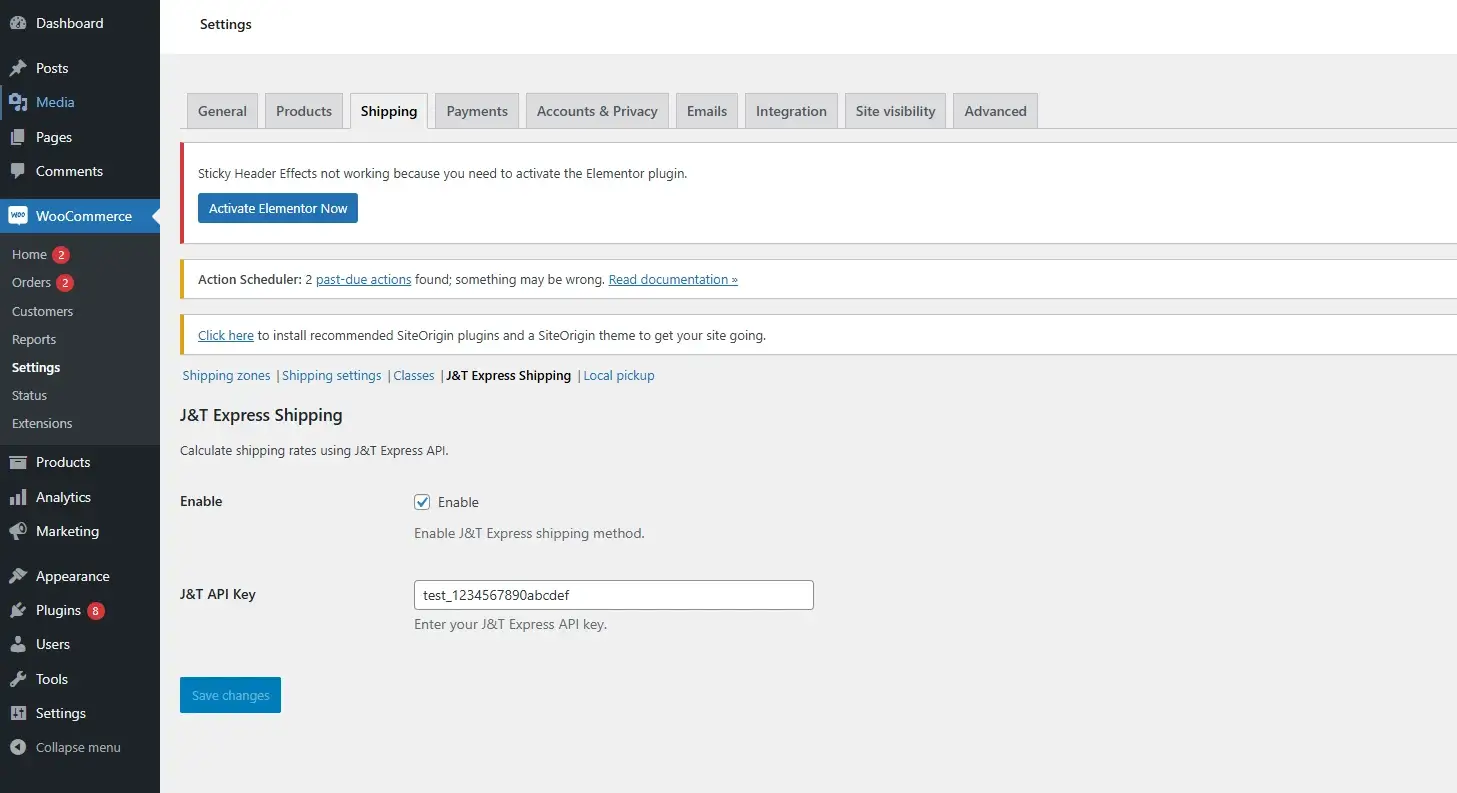 Dashboard
Posts
Media
Pages
Comments
WOO WooCommerce
Home 2
Orders 2
Customers
Reports
Settings
Status
Extensions
Products
Analytics
Marketing
Appearance
Plugins 8
Users
Tools
Settings
Collapse menu
Settings
General Products Shipping Payments Accounts & Privacy Emails Integration Site visibility Advanced
Sticky Header Effects not working because you need to activate the Elementor plugin.
Activate Elementor Now
Action Scheduler: 2 past-due actions found; something may be wrong. Read documentation »
Click here to install recommended SiteOrigin plugins and a SiteOrigin theme to get your site going.
Shipping zones | Shipping settings | Classes | J&T Express Shipping | Local pickup
J&T Express Shipping
Calculate shipping rates using J&T Express API.
Enable Enable
Enable J&T Express shipping method.
J&T API Key test_1234567890abcdef
Enter your J&T Express API key.
Save changes